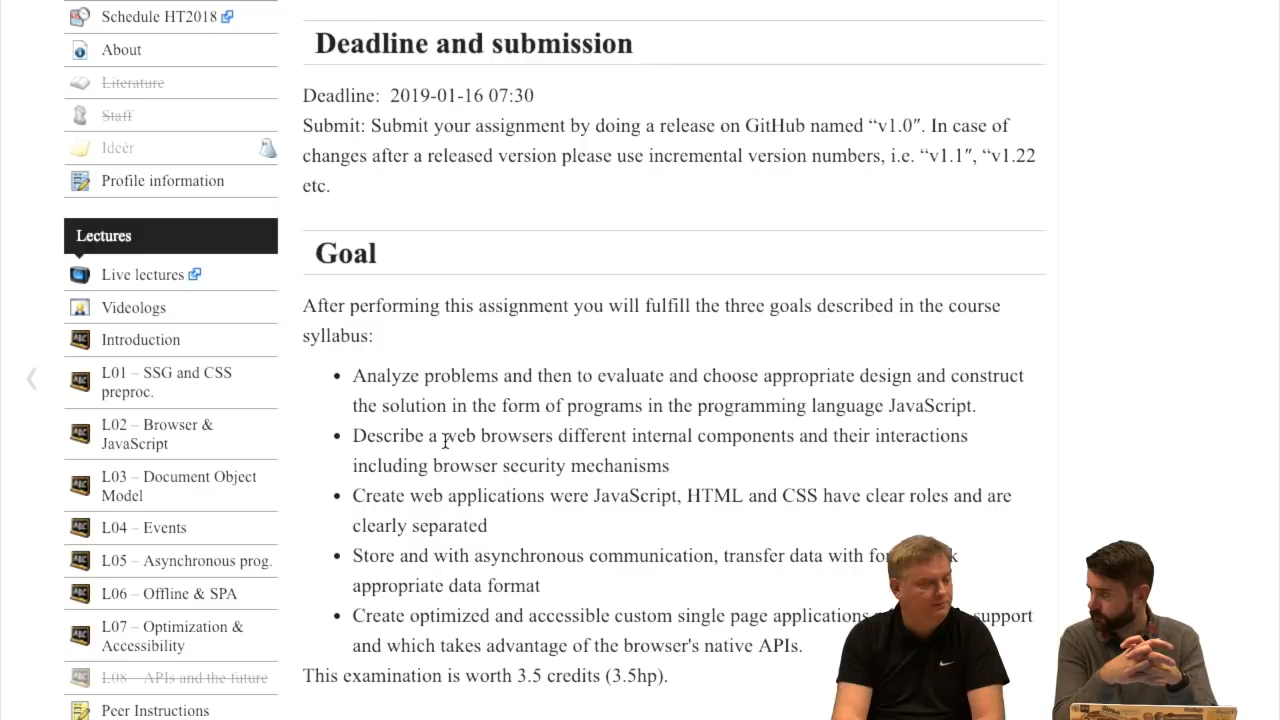 Schedule HT2018
About
Literature
Staff
Ideér
Profile information
Lectures
Live lectures
Videologs
Introduction
L01 – SSG and CSS
preproc.
L02 – Browser &
JavaScript
L03 – Document Object
Model
L04 – Events
L05 – Asynchronous prog.
L06 – Offline & SPA
L07 – Optimization &
Accessibility
L08 – APIs and the future
Peer Instructions
Deadline and submission
Deadline:  2019-01-16 07:30
Submit: Submit your assignment by doing a release on GitHub named “v1.0″. In case of
changes after a released version please use incremental version numbers, i.e. “v1.1″, “v1.22
etc.
Goal
After performing this assignment you will fulfill the three goals described in the course
syllabus:
• Analyze problems and then to evaluate and choose appropriate design and construct
the solution in the form of programs in the programming language JavaScript.
• Describe a web browsers different internal components and their interactions
including browser security mechanisms
• Create web applications were JavaScript, HTML and CSS have clear roles and are
clearly separated
• Store and with asynchronous communication, transfer data with
appropriate data format
• Create optimized and accessible custom single page applications support
and which takes advantage of the browser's native APIs.
This examination is worth 3.5 credits (3.5hp).